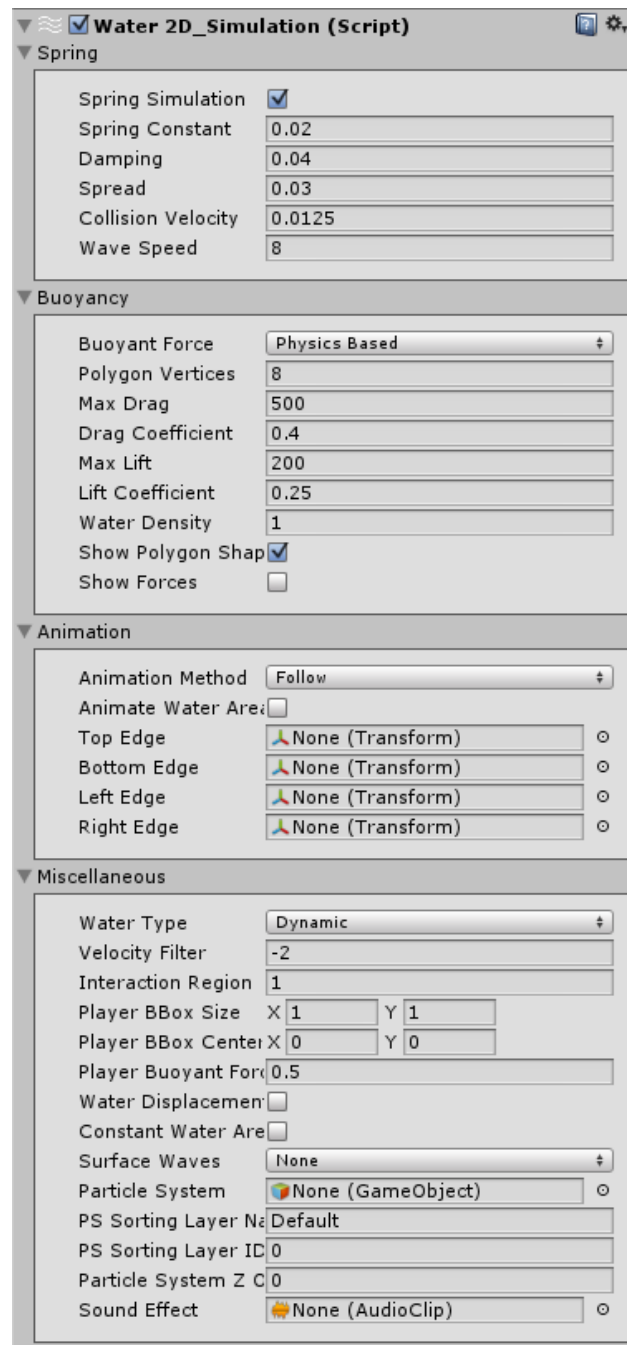 Water 2D_Simulation (Script)
Spring
Spring Simulation
Spring Constant 0.02
Damping 0.04
Spread 0.03
Collision Velocity 0.0125
Wave Speed 8
Buoyancy
Buoyant Force Physics Based
Polygon Vertices 8
Max Drag 500
Drag Coefficient 0.4
Max Lift 200
Lift Coefficient 0.25
Water Density 1
Show Polygon Shap
Show Forces
Animation
Animation Method Follow
Animate Water Area
Top Edge None (Transform)
Bottom Edge None (Transform)
Left Edge None (Transform)
Right Edge None (Transform)
Miscellaneous
Water Type Dynamic
Velocity Filter -2
Interaction Region 1
Player BBox Size X 1 Y 1
Player BBox Center X 0 Y 0
Player Buoyant Forc 0.5
Water Displacemen
Constant Water Are
Surface Waves None
Particle System None (GameObject)
PS Sorting Layer Na Default
PS Sorting Layer ID 0
Particle System Z O 0
Sound Effect None (AudioClip)